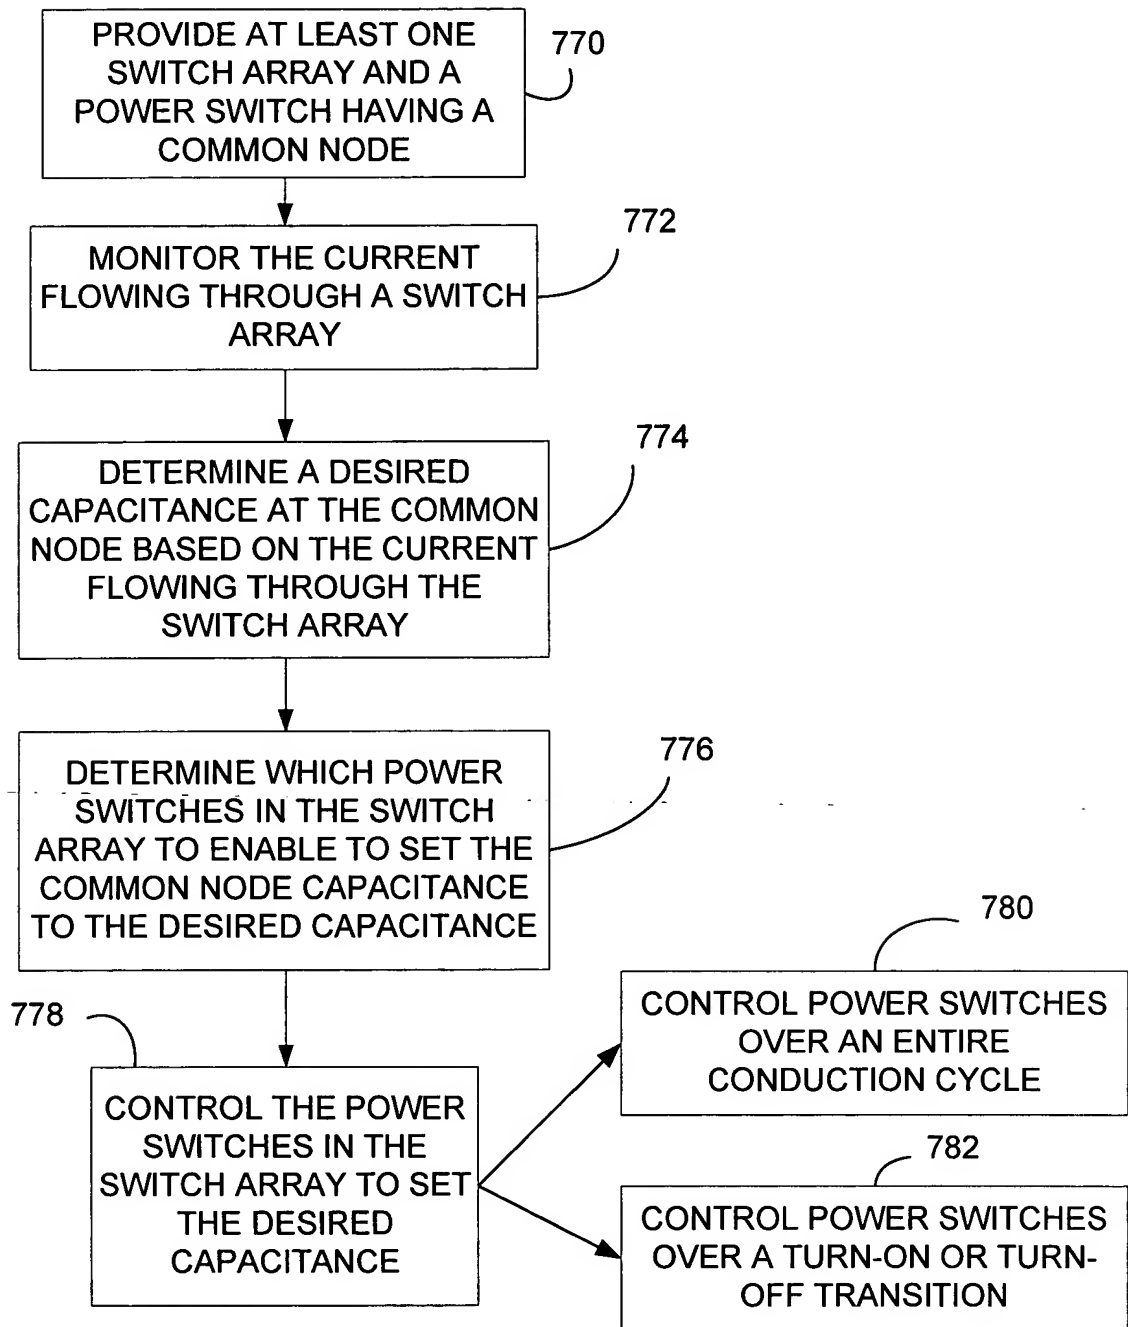 PROVIDE AT LEAST ONE
SWITCH ARRAY AND A
POWER SWITCH HAVING A
COMMON NODE
770
MONITOR THE CURRENT
FLOWING THROUGH A SWITCH
ARRAY
772
DETERMINE A DESIRED
CAPACITANCE AT THE COMMON
NODE BASED ON THE CURRENT
FLOWING THROUGH THE
SWITCH ARRAY
774
DETERMINE WHICH POWER
SWITCHES IN THE SWITCH
ARRAY TO ENABLE TO SET THE
COMMON NODE CAPACITANCE
TO THE DESIRED CAPACITANCE
776
778
CONTROL THE POWER
SWITCHES IN THE
SWITCH ARRAY TO SET
THE DESIRED
CAPACITANCE
780
CONTROL POWER SWITCHES
OVER AN ENTIRE
CONDUCTION CYCLE
782
CONTROL POWER SWITCHES
OVER A TURN-ON OR TURN-
OFF TRANSITION